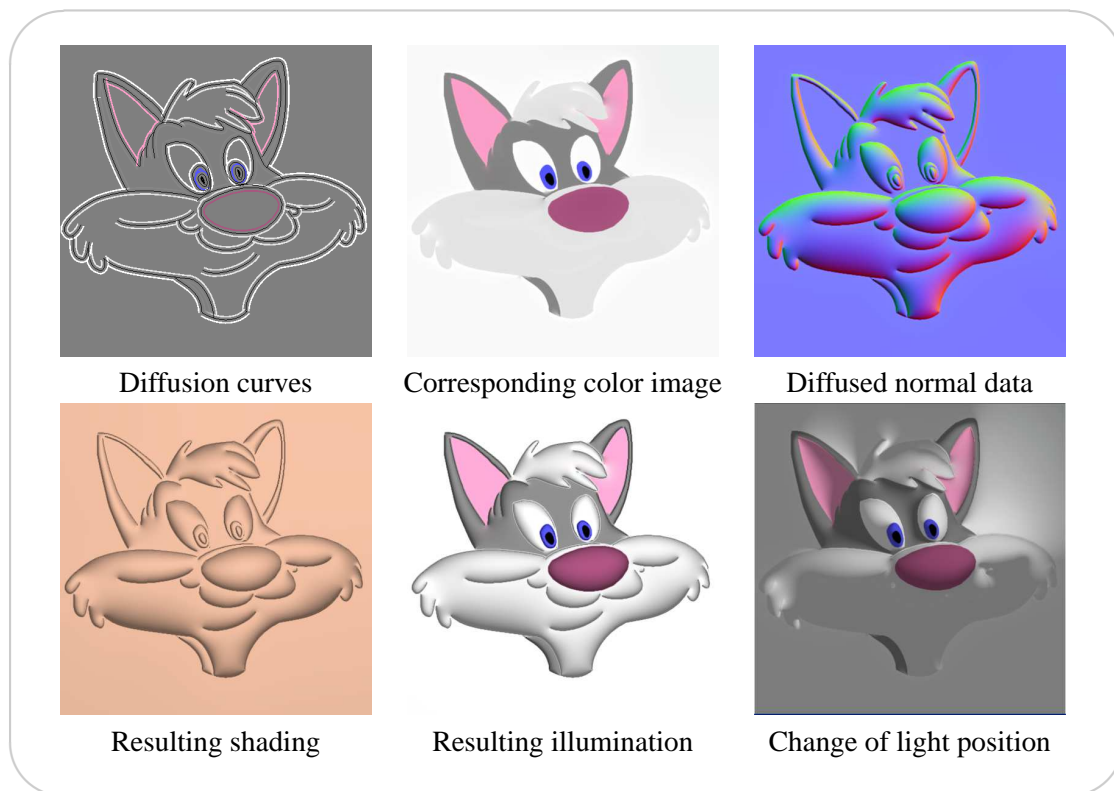 Diffusion curves
Corresponding color image
Diffused normal data
Resulting shading
Resulting illumination
Change of light position